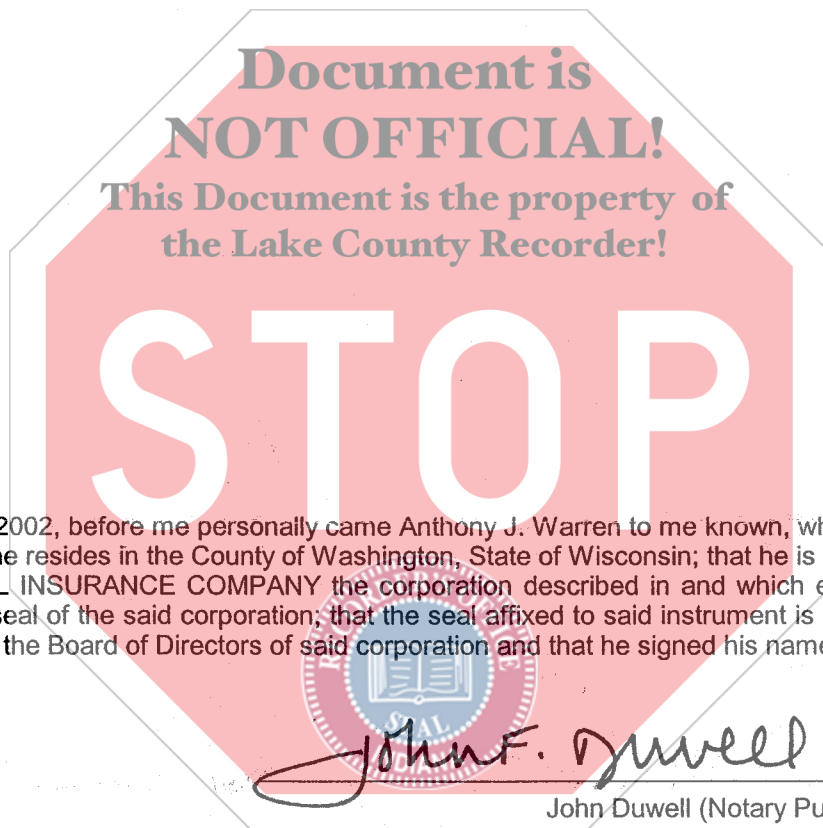 Document is
NOT OFFICIAL!
This Document is the property of
the Lake County Recorder!
STOP
2002, before me personally came Anthony J. Warren to me known, wh
e resides in the County of Washington, State of Wisconsin; that he is
L INSURANCE COMPANY the corporation described in and which e
seal of the said corporation; that the seal affixed to said instrument is
the Board of Directors of said corporation and that he signed his name
RECORDER'S OFFICE
SEAL
INDIANA
John F. Duwell
John Duwell (Notary Pu